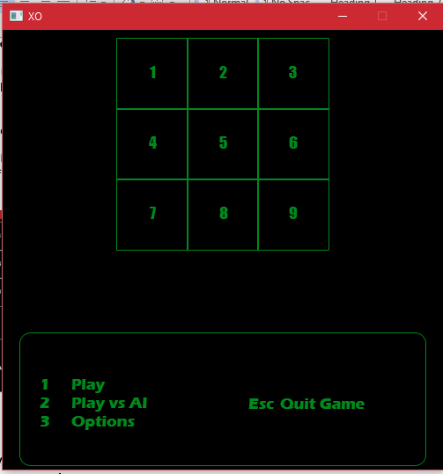 XO
1 2 3
4 5 6
7 8 9
1 Play
2 Play vs AI
Esc Quit Game
3 Options